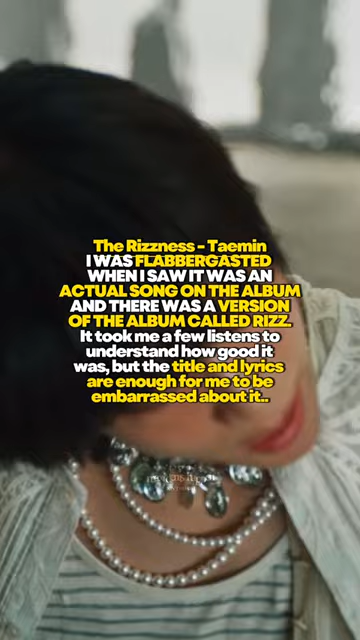 The Rizzness - Taemin
I WAS FLABBERGASTED
WHEN I SAW IT WAS AN
ACTUAL SONG ON THE ALBUM
AND THERE WAS A VERSION
OF THE ALBUM CALLED RIZZ.
It took me a few listens to
understand how good it
was, but the title and lyrics
are enough for me to be
embarrassed about it..